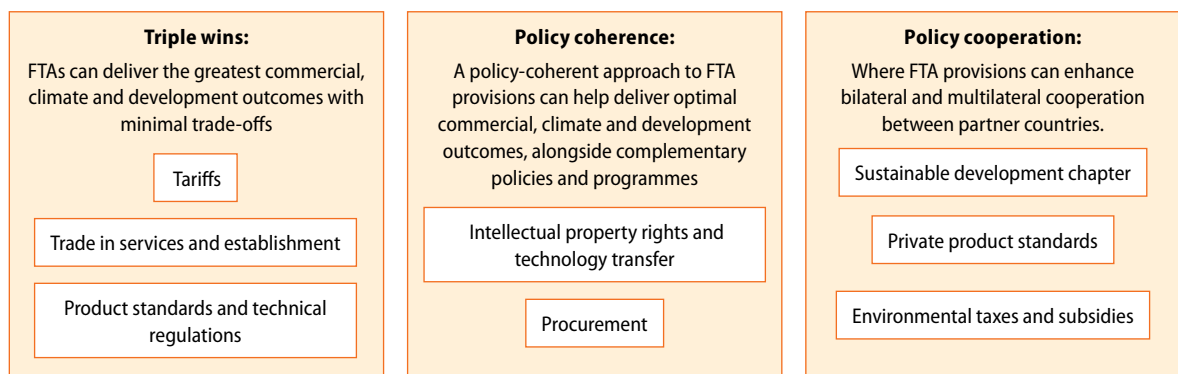 Triple wins:
FTAs can deliver the greatest commercial,
climate and development outcomes with
minimal trade-offs
Tariffs
Trade in services and establishment
Product standards and technical
regulations
Policy coherence:
A policy-coherent approach to FTA
provisions can help deliver optimal
commercial, climate and development
outcomes, alongside complementary
policies and programmes
Intellectual property rights and
technology transfer
Procurement
Policy cooperation:
Where FTA provisions can enhance
bilateral and multilateral cooperation
between partner countries.
Sustainable development chapter
Private product standards
Environmental taxes and subsidies